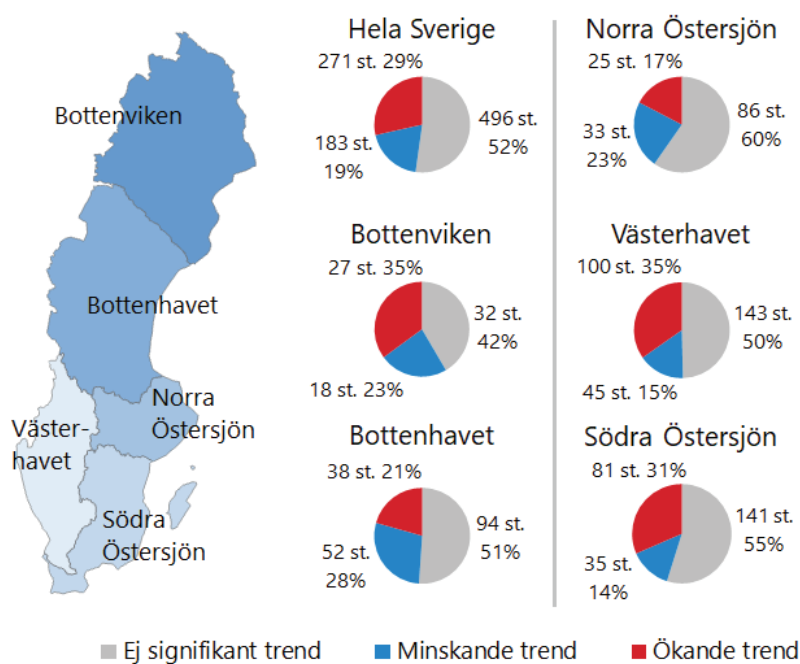 Bottenviken
Bottenhavet
Norra
Östersjön
Väster-
havet
Södra
Östersjön
Hela Sverige
271 st. 29%
496 st.
52%
183 st.
19%
Bottenviken
27 st. 35%
32 st.
42%
18 st. 23%
Bottenhavet
38 st. 21%
94 st.
51%
52 st.
28%
Norra Östersjön
25 st. 17%
86 st.
60%
33 st.
23%
Västerhavet
100 st. 35%
143 st.
50%
45 st. 15%
Södra Östersjön
81 st. 31%
141 st.
55%
35 st.
14%
Ej signifikant trend
Minskande trend
Ökande trend